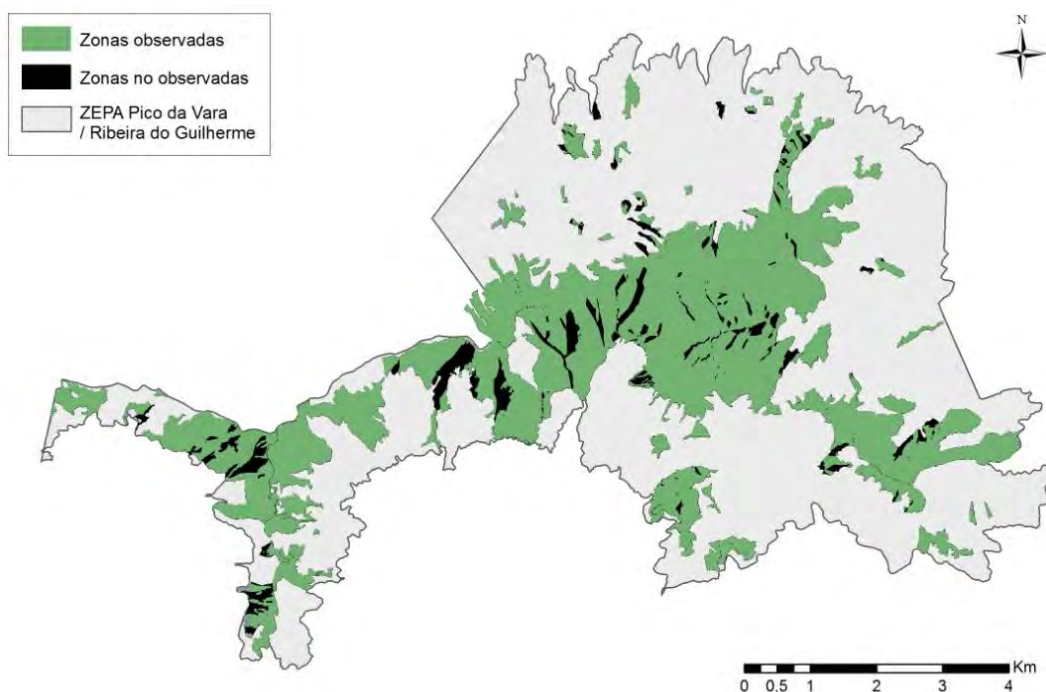 Zonas observadas
Zonas no observadas
ZEPA Pico da Vara
/ Ribeira do Guilherme
N
Km
0 0.5 1 2 3 4